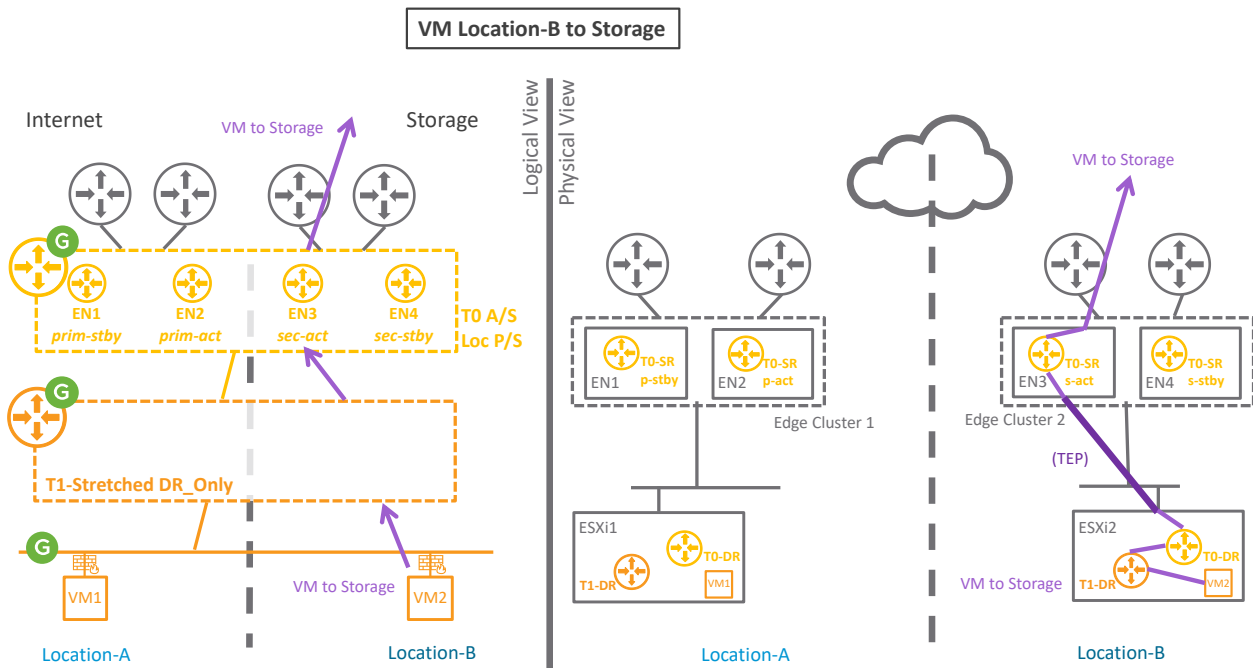 VM Location-B to Storage
Logical View
Physical View
Internet
VM to Storage
Storage
G
EN1
prim-stby
EN2
prim-act
EN3
sec-act
EN4
sec-stby
T0 A/S
Loc P/S
G
T1-Stretched DR_Only
G
VM1
VM to Storage
VM2
Location-A
Location-B
EN1
T0-SR
p-stby
EN2
T0-SR
p-act
Edge Cluster 1
ESXi1
T0-DR
T1-DR
VM1
Location-A
VM to Storage
EN3
T0-SR
s-act
EN4
T0-SR
s-stby
Edge Cluster 2
(TEP)
ESXi2
T0-DR
T1-DR
VM2
VM to Storage
Location-B